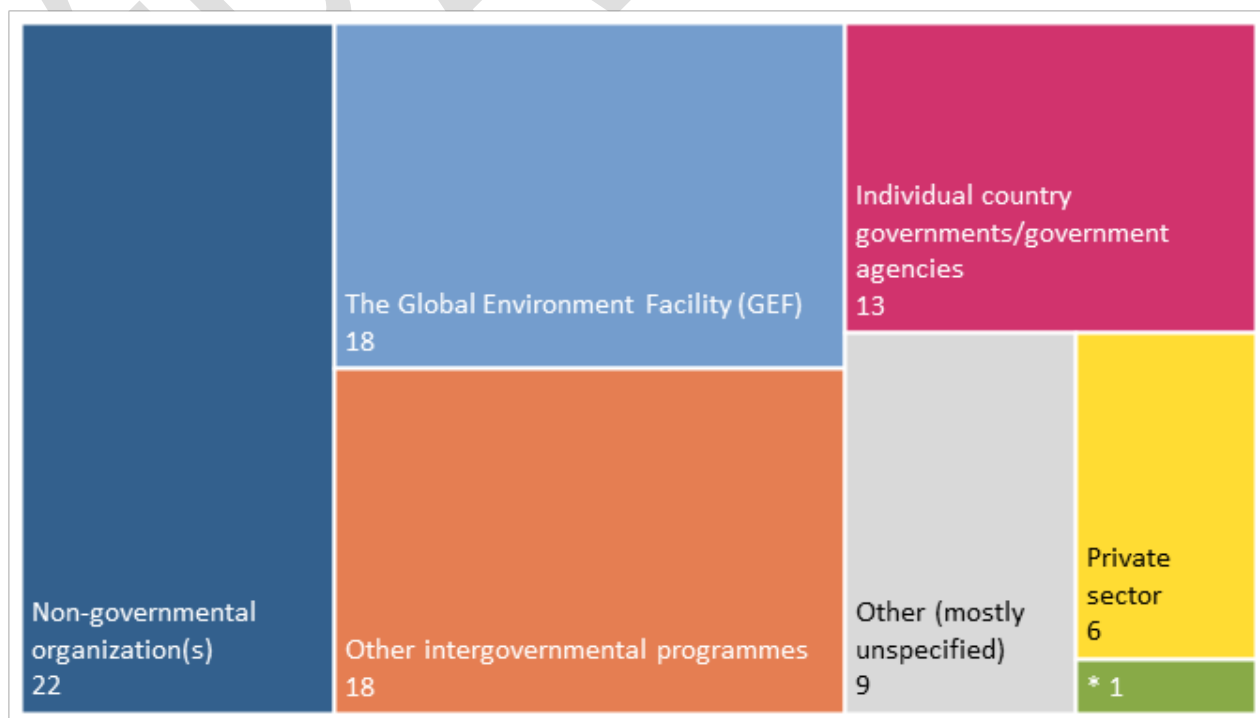 Non-governmental
organization(s)
22
The Global Environment Facility (GEF)
18
Other intergovernmental programmes
18
Individual country
governments/government
agencies
13
Other (mostly
unspecified)
9
Private
sector
6
* 1